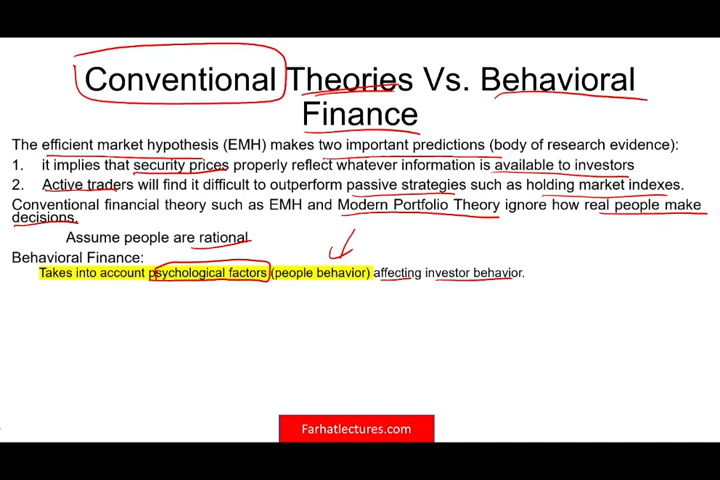 Conventional Theories Vs. Behavioral
Finance
The efficient market hypothesis (EMH) makes two important predictions (body of research evidence):
1. it implies that security prices properly reflect whatever information is available to investors
2. Active traders will find it difficult to outperform passive strategies such as holding market indexes.
Conventional financial theory such as EMH and Modern Portfolio Theory ignore how real people make
decisions.
Assume people are rational
Behavioral Finance:
Takes into account psychological factors (people behavior) affecting investor behavior.
Farhatlectures.com